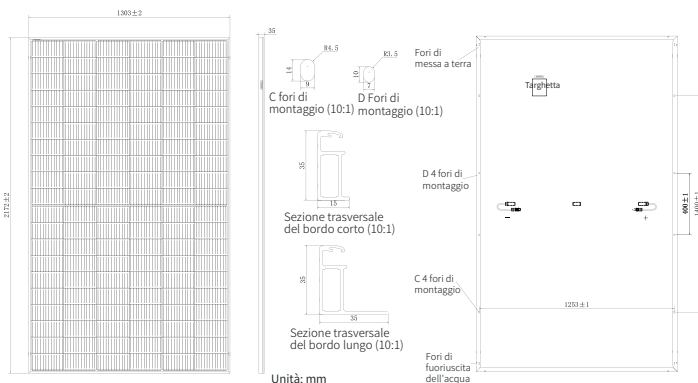 1303±2
2172±2
35
R4.5
14
9
C fori di
montaggio (10:1)
R3.5
10
7
D Fori di
montaggio (10:1)
35
15
Sezione trasversale
del bordo corto (10:1)
35
35
Sezione trasversale
del bordo lungo (10:1)
Unità: mm
Fori di
messa a terra
Targhetta
D 4 fori di
montaggio
400±1
1400±1
-
+
C 4 fori di
montaggio
1253±1
Fori di
fuoriuscita
dell'acqua